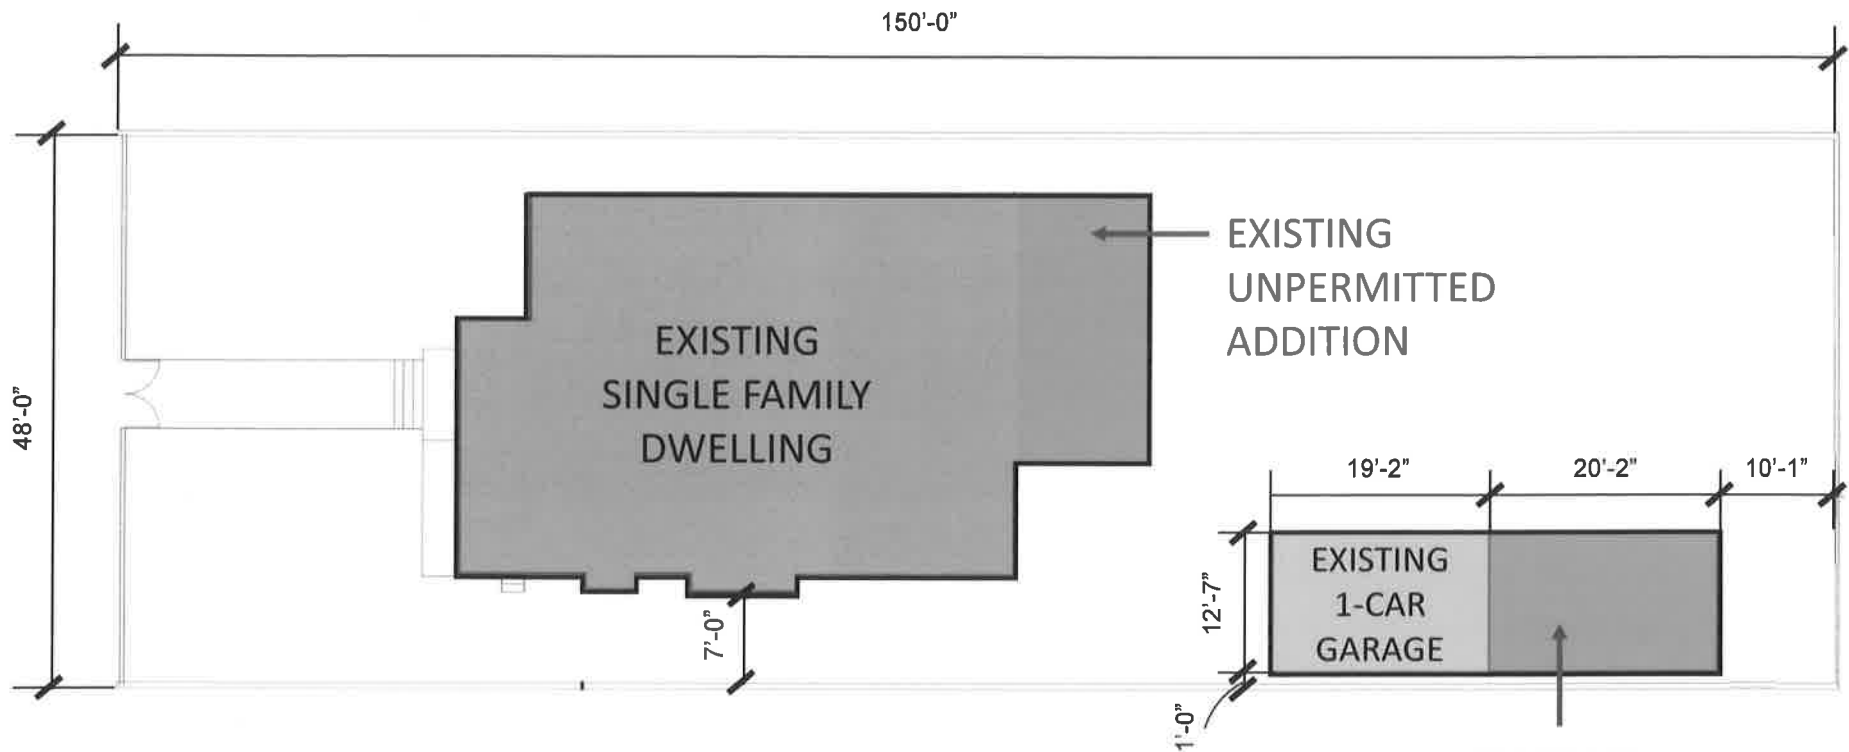 150'-0"
EXISTING
UNPERMITTED
ADDITION
EXISTING
SINGLE FAMILY
DWELLING
48'-0"
19'-2"
20'-2"
10'-1"
EXISTING
1-CAR
GARAGE
12'-7"
7'-0"
1'-0"